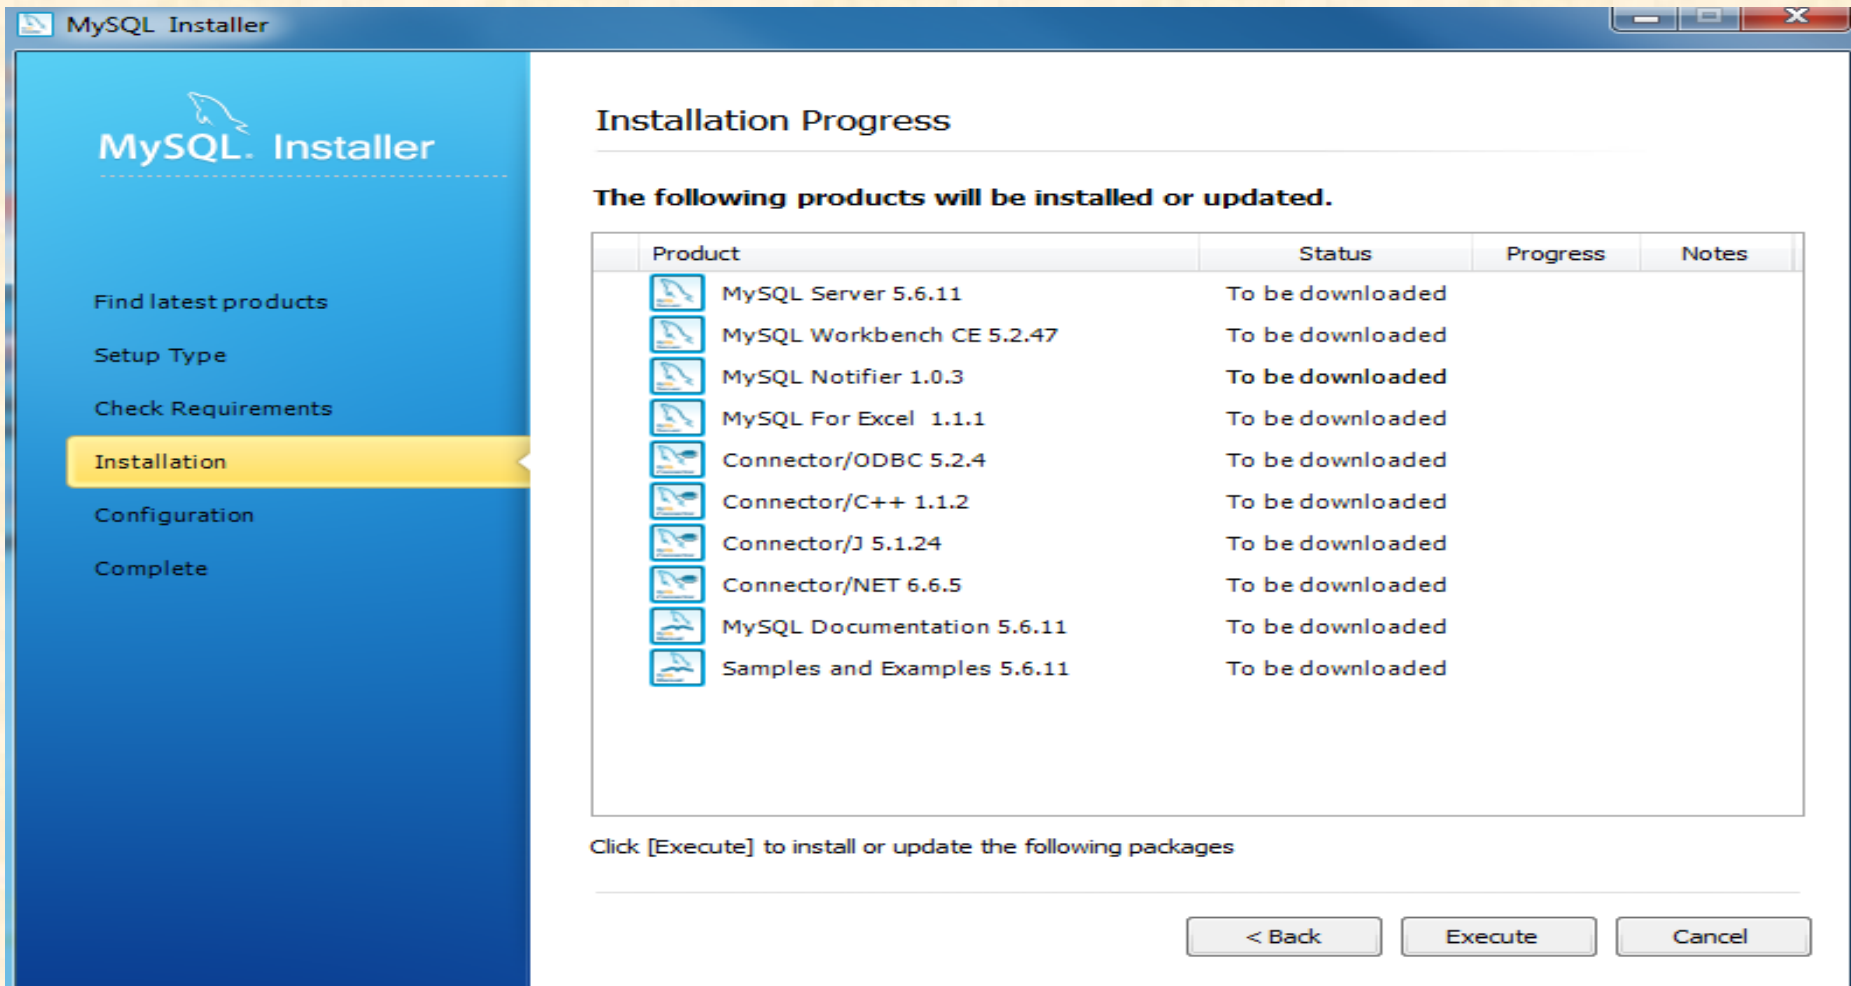 MySQL Installer
MySQL. Installer
Find latest products
Setup Type
Check Requirements
Installation
Configuration
Complete
Installation Progress
The following products will be installed or updated.
Product Status Progress Notes
MySQL Server 5.6.11 To be downloaded
MySQL Workbench CE 5.2.47 To be downloaded
MySQL Notifier 1.0.3 To be downloaded
MySQL For Excel 1.1.1 To be downloaded
Connector/ODBC 5.2.4 To be downloaded
Connector/C++ 1.1.2 To be downloaded
Connector/J 5.1.24 To be downloaded
Connector/NET 6.6.5 To be downloaded
MySQL Documentation 5.6.11 To be downloaded
Samples and Examples 5.6.11 To be downloaded
Click [Execute] to install or update the following packages
< Back Execute Cancel